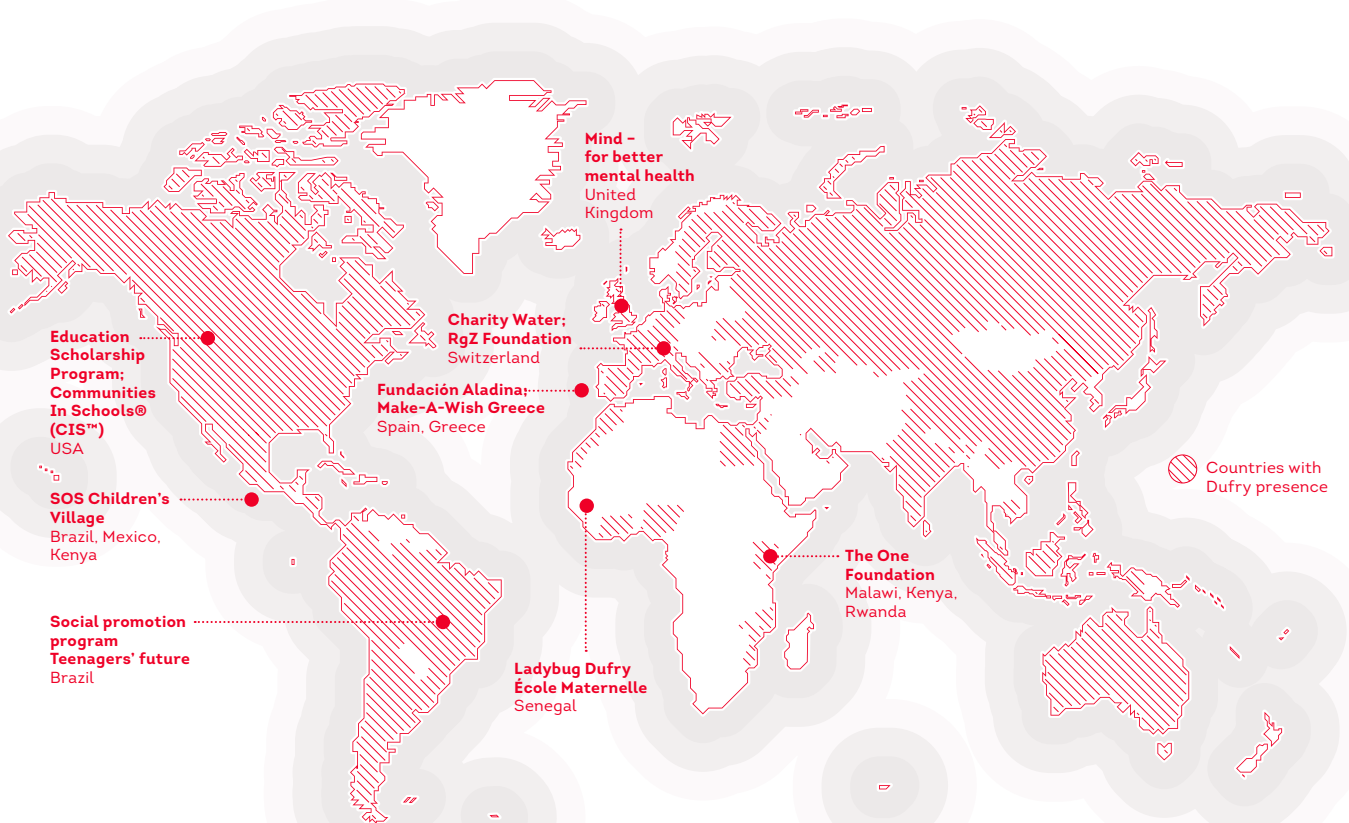 Mind –
for better
mental health
United
Kingdom
Charity Water;
RgZ Foundation
Switzerland
Education
Scholarship
Program;
Communities
In Schools®
(CIS™)
USA
Fundación Aladina;
Make-A-Wish Greece
Spain, Greece
Countries with
Dufry presence
SOS Children’s
Village
Brazil, Mexico,
Kenya
The One
Foundation
Malawi, Kenya,
Rwanda
Social promotion
program
Teenagers’ future
Brazil
Ladybug Dufry
École Maternelle
Senegal